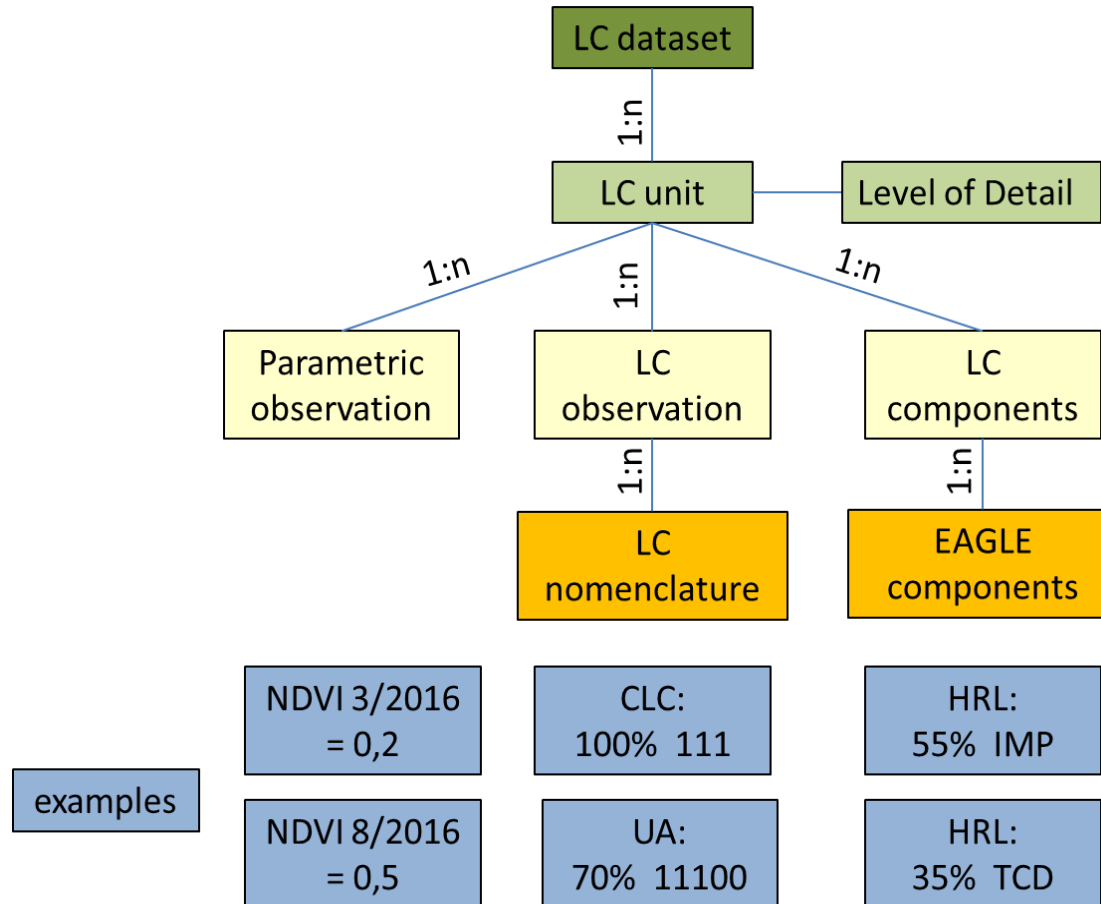 LC dataset
1:n
LC unit
Level of Detail
1:n
1:n
1:n
Parametric
observation
LC
observation
LC
components
1:n
1:n
LC
nomenclature
EAGLE
components
NDVI 3/2016
= 0,2
CLC:
100% 111
HRL:
55% IMP
examples
NDVI 8/2016
= 0,5
UA:
70% 11100
HRL:
35% TCD